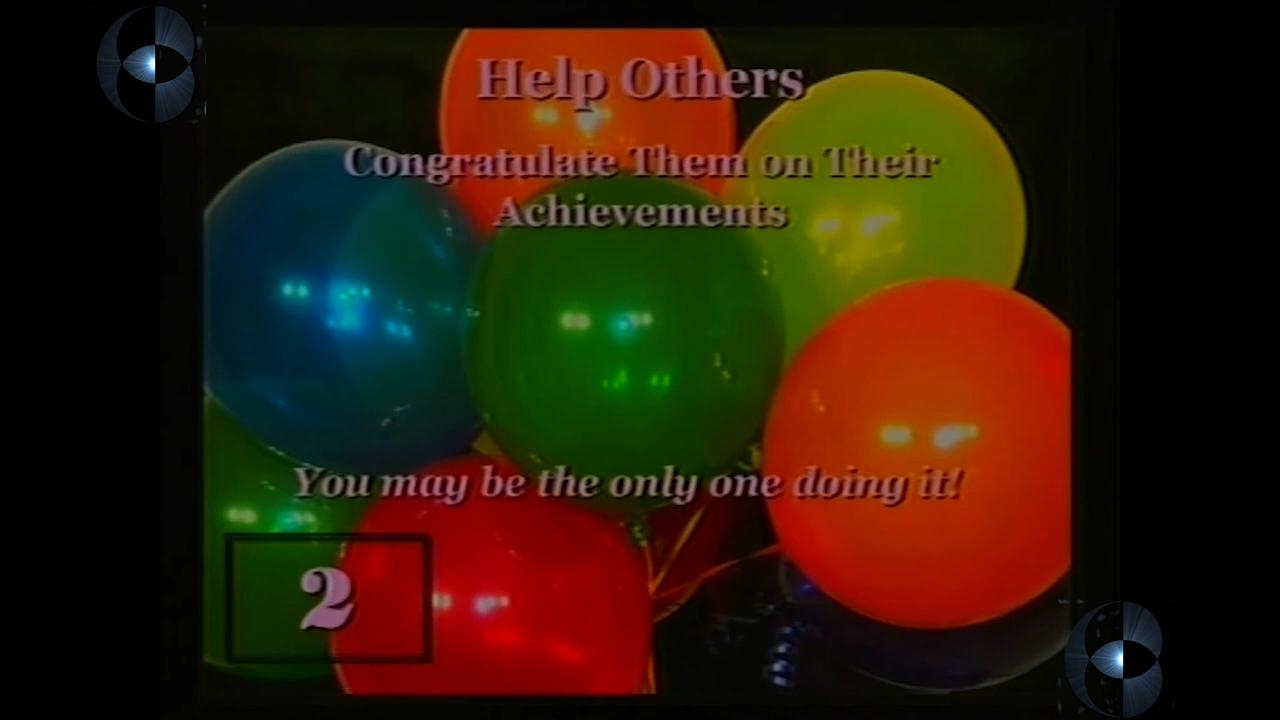 Help Others
Congratulate Them on Their
Achievements
You may be the only one doing it!
2